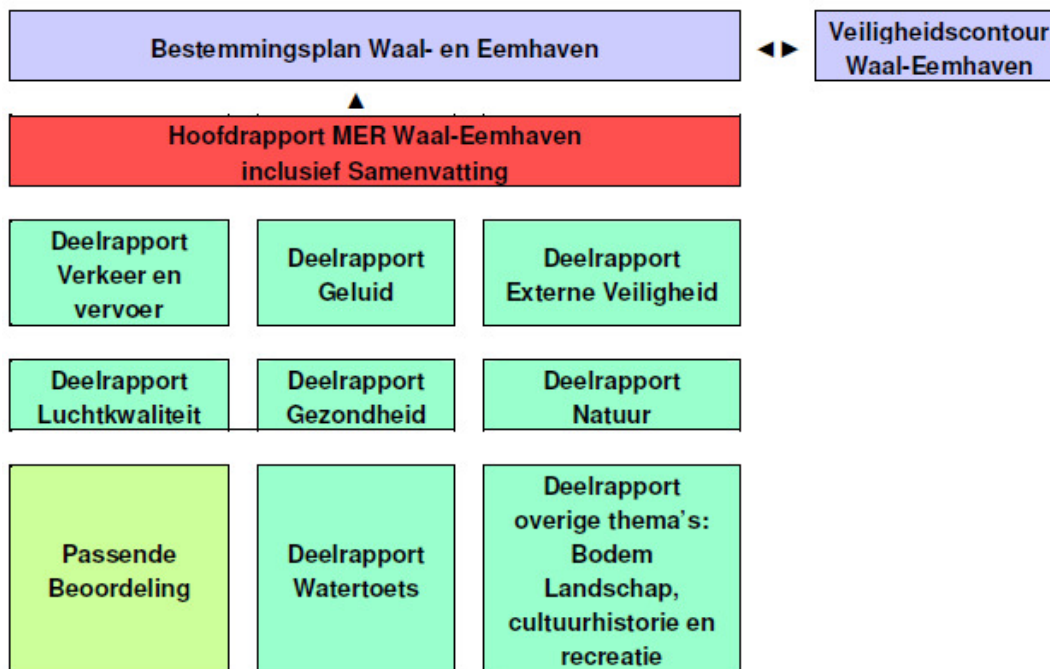 Bestemmingsplan Waal- en Eemhaven
◄►
Veiligheidscontour
Waal-Eemhaven
▲
Hoofdrapport MER Waal-Eemhaven
inclusief Samenvatting
Deelrapport
Verkeer en
vervoer
Deelrapport
Geluid
Deelrapport
Externe Veiligheid
Deelrapport
Luchtkwaliteit
Deelrapport
Gezondheid
Deelrapport
Natuur
Passende
Beoordeling
Deelrapport
Watertoets
Deelrapport
overige thema's:
Bodem
Landschap,
cultuurhistorie en
recreatie